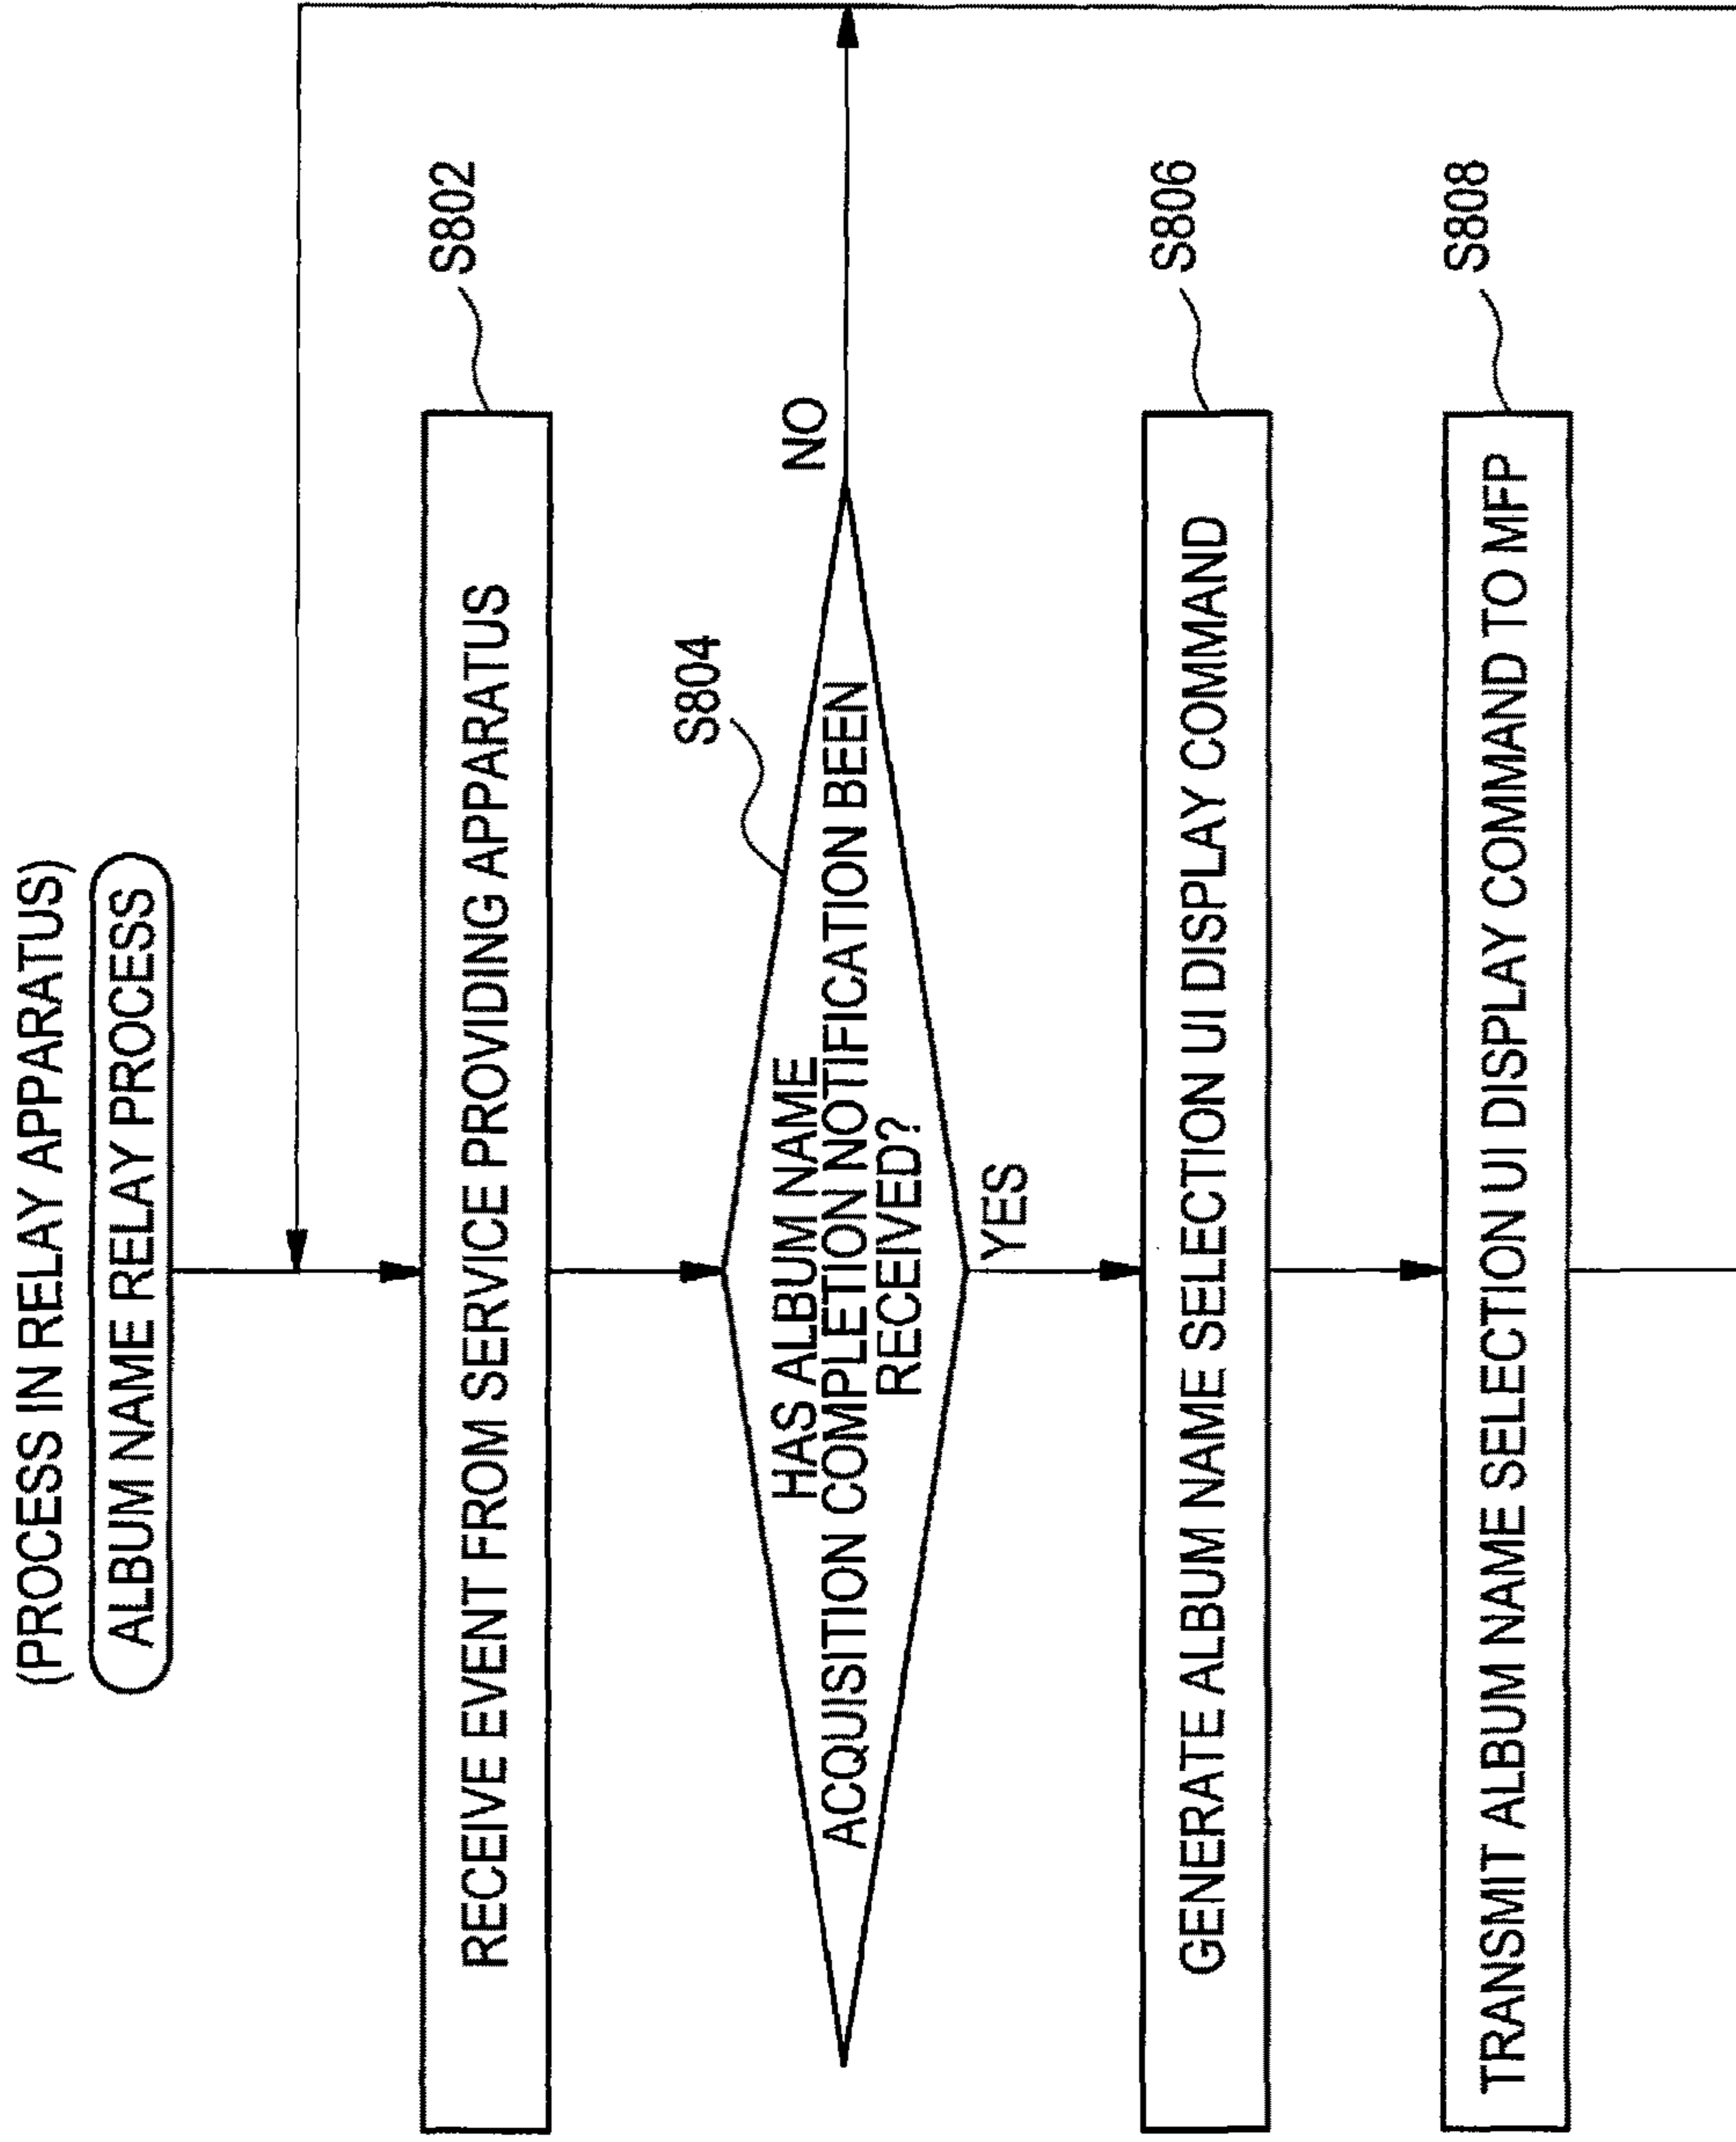 (PROCESS IN RELAY APPARATUS)
ALBUM NAME RELAY PROCESS
RECEIVE EVENT FROM SERVICE PROVIDING APPARATUS
S802
S804
HAS ALBUM NAME
ACQUISITION COMPLETION NOTIFICATION BEEN
RECEIVED?
NO
YES
GENERATE ALBUM NAME SELECTION UI DISPLAY COMMAND
S806
TRANSMIT ALBUM NAME SELECTION UI DISPLAY COMMAND TO MFP
S808